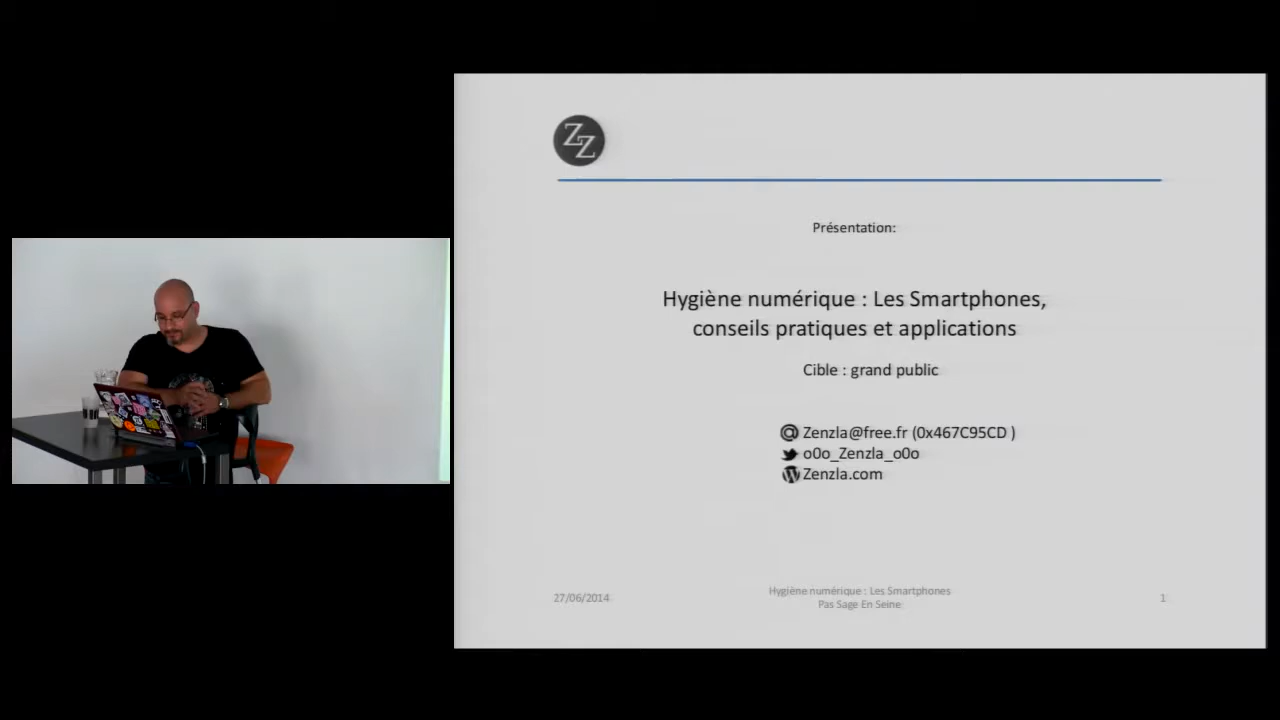 ZZ
Présentation:
Hygiène numérique : Les Smartphones,
conseils pratiques et applications
Cible : grand public
@ Zenzla@free.fr (0x467C95CD )
o0o_Zenzla_o0o
Zenzla.com
27/06/2014
Hygiène numérique : Les Smartphones
Pas Sage En Seine
1